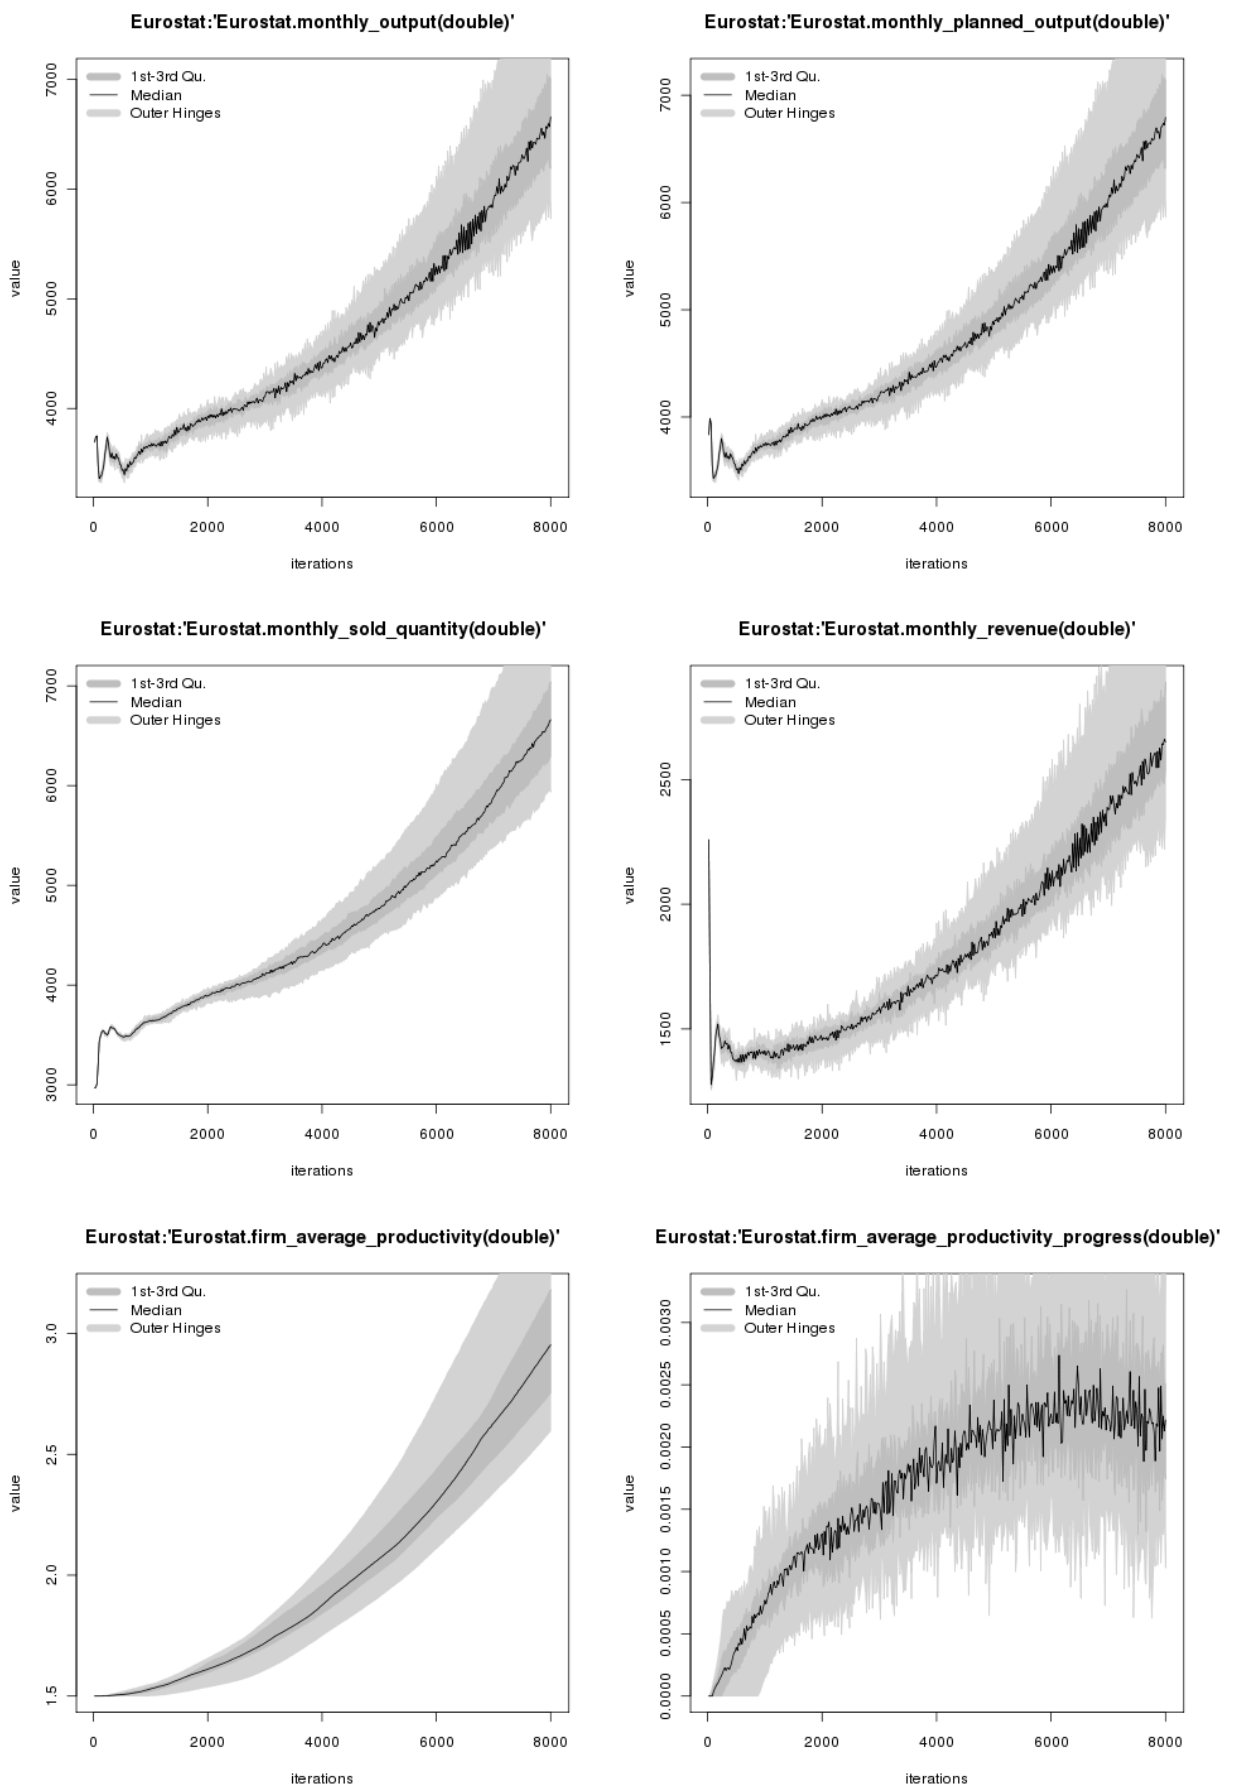 Eurostat:'Eurostat.monthly_output(double)'
1st-3rd Qu.
Median
Outer Hinges
value
7000
6000
5000
4000
0 2000 4000 6000 8000
iterations
Eurostat:'Eurostat.monthly_planned_output(double)'
1st-3rd Qu.
Median
Outer Hinges
value
7000
6000
5000
4000
0 2000 4000 6000 8000
iterations
Eurostat:'Eurostat.monthly_sold_quantity(double)'
1st-3rd Qu.
Median
Outer Hinges
value
7000
6000
5000
4000
3000
0 2000 4000 6000 8000
iterations
Eurostat:'Eurostat.monthly_revenue(double)'
1st-3rd Qu.
Median
Outer Hinges
value
2500
2000
1500
0 2000 4000 6000 8000
iterations
Eurostat:'Eurostat.firm_average_productivity(double)'
1st-3rd Qu.
Median
Outer Hinges
value
3.0
2.5
2.0
1.5
0 2000 4000 6000 8000
iterations
Eurostat:'Eurostat.firm_average_productivity_progress(double)'
1st-3rd Qu.
Median
Outer Hinges
value
0.0030
0.0025
0.0020
0.0015
0.0010
0.0005
0.0000
0 2000 4000 6000 8000
iterations